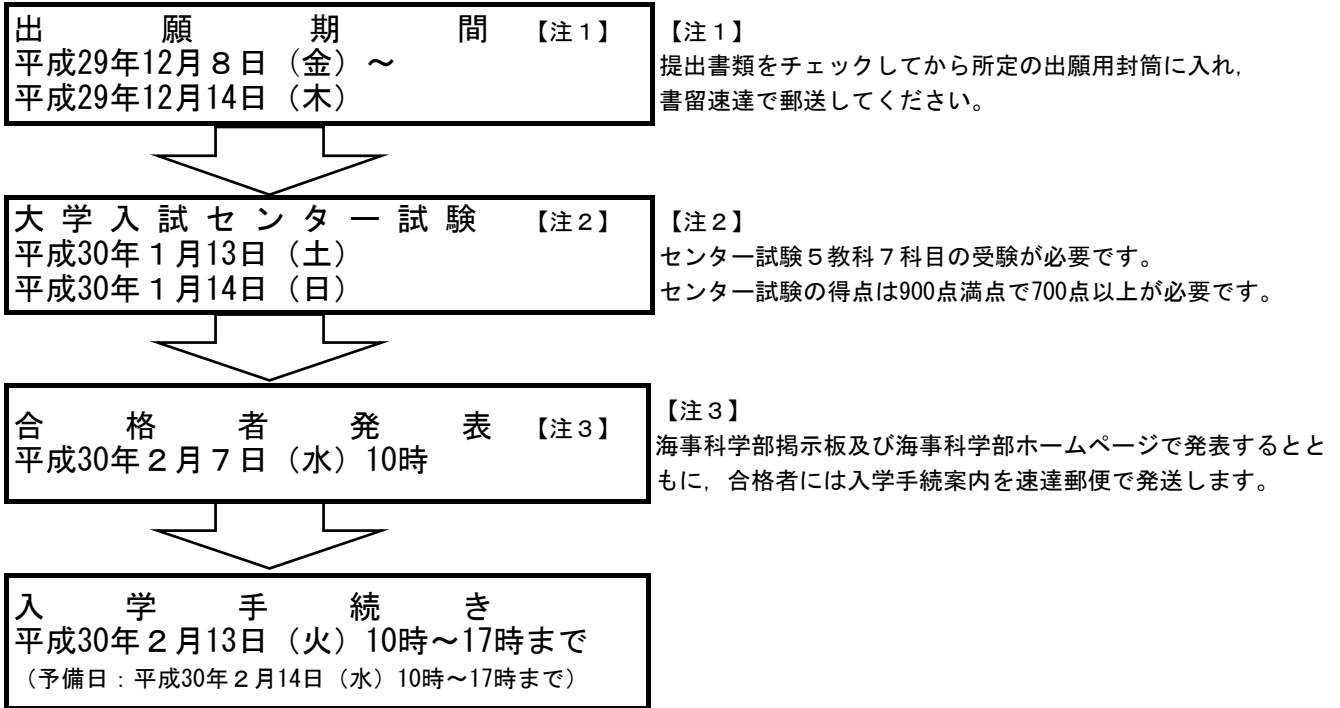 出願期間【注1】
平成29年12月8日(金)~
平成29年12月14日(木)
【注1】
提出書類をチェックしてから所定の出願用封筒に入れ,
書留速達で郵送してください。
大学入試センター試験【注2】
平成30年1月13日(土)
平成30年1月14日(日)
【注2】
センター試験5教科7科目の受験が必要です。
センター試験の得点は900点満点で700点以上が必要です。
合格者発表【注3】
平成30年2月7日(水)10時
【注3】
海事科学部掲示板及び海事科学部ホームページで発表するとと
もに,合格者には入学手続案内を速達郵便で発送します。
入学手続き
平成30年2月13日(火)10時~17時まで
(予備日:平成30年2月14日(水)10時~17時まで)